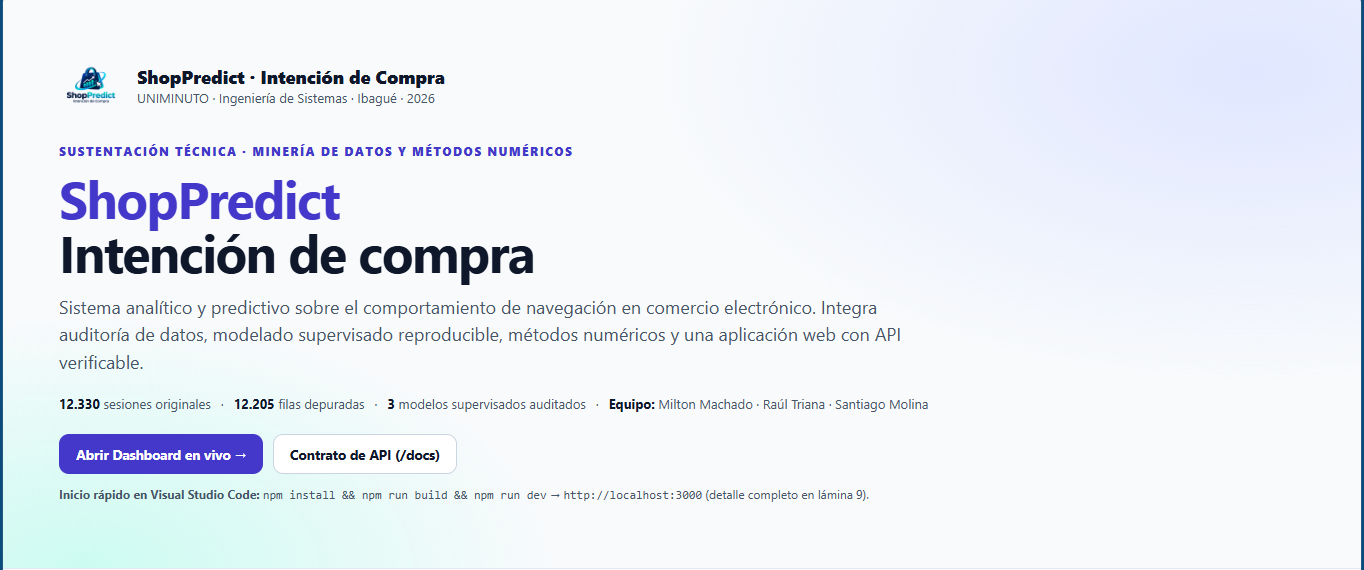 ShopPredict
Intención de Compra
ShopPredict · Intención de Compra
UNIMINUTO · Ingeniería de Sistemas · Ibagué · 2026
SUSTENTACIÓN TÉCNICA · MINERÍA DE DATOS Y MÉTODOS NUMÉRICOS
ShopPredict
Intención de compra
Sistema analítico y predictivo sobre el comportamiento de navegación en comercio electrónico. Integra
auditoría de datos, modelado supervisado reproducible, métodos numéricos y una aplicación web con API
verificable.
12.330 sesiones originales · 12.205 filas depuradas · 3 modelos supervisados auditados · Equipo: Milton Machado · Raúl Triana · Santiago Molina
Abrir Dashboard en vivo → Contrato de API (/docs)
Inicio rápido en Visual Studio Code: npm install && npm run build && npm run dev → http://localhost:3000 (detalle completo en lámina 9).